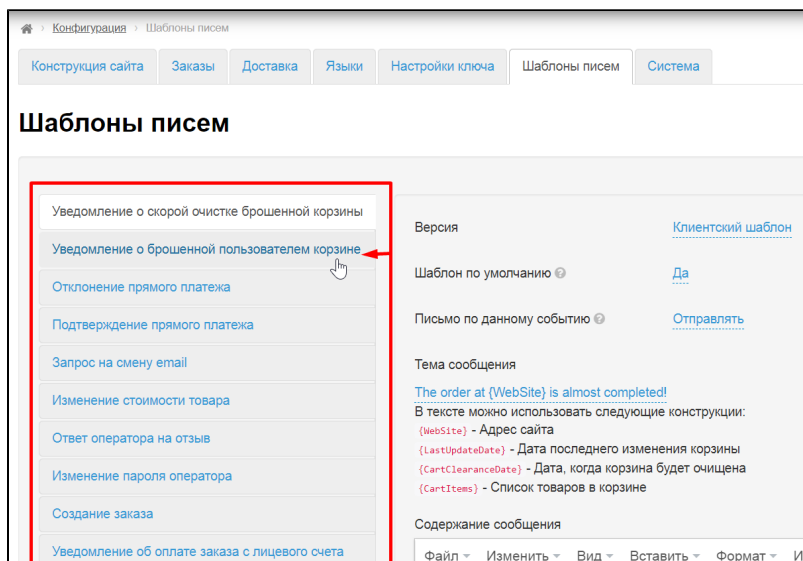 Конфигурация › Шаблоны писем
Конструкция сайта Заказы Доставка Языки Настройки ключа Шаблоны писем Система
Шаблоны писем
Уведомление о скорой очистке брошенной корзины
Уведомление о брошенной пользователем корзине
Отклонение прямого платежа
Подтверждение прямого платежа
Запрос на смену email
Изменение стоимости товара
Ответ оператора на отзыв
Изменение пароля оператора
Создание заказа
Уведомление об оплате заказа с лицевого счета
Версия Клиентский шаблон
Шаблон по умолчанию Да
Письмо по данному событию Отправлять
Тема сообщения
The order at {WebSite} is almost completed!
В тексте можно использовать следующие конструкции:
{WebSite} - Адрес сайта
{LastUpdateDate} - Дата последнего изменения корзины
{CartClearanceDate} - Дата, когда корзина будет очищена
{CartItems} - Список товаров в корзине
Содержание сообщения
Файл Изменить Вид Вставить Формат И